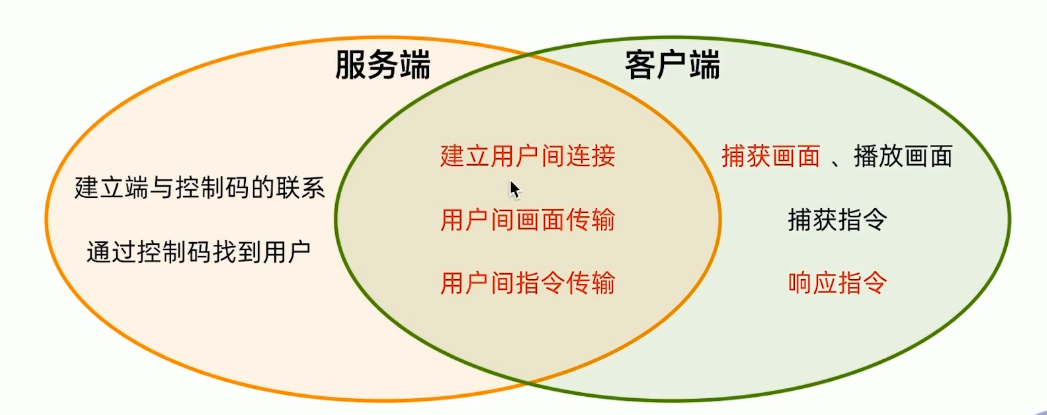 服务端
客户端
建立端与控制码的联系
通过控制码找到用户
建立用户间连接
用户间画面传输
用户间指令传输
捕获画面 、播放画面
捕获指令
响应指令